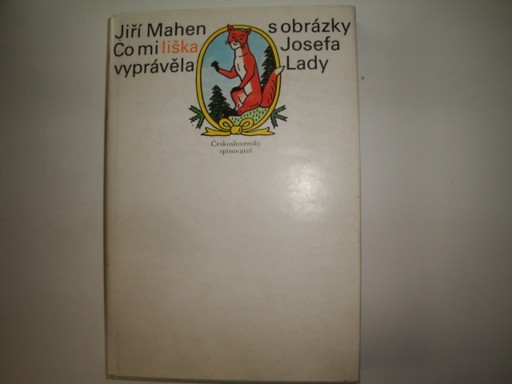 Jiří Mahen
Co mi liška
vyprávěla
s obrázky
Josefa
Lady
Československý
spisovatel